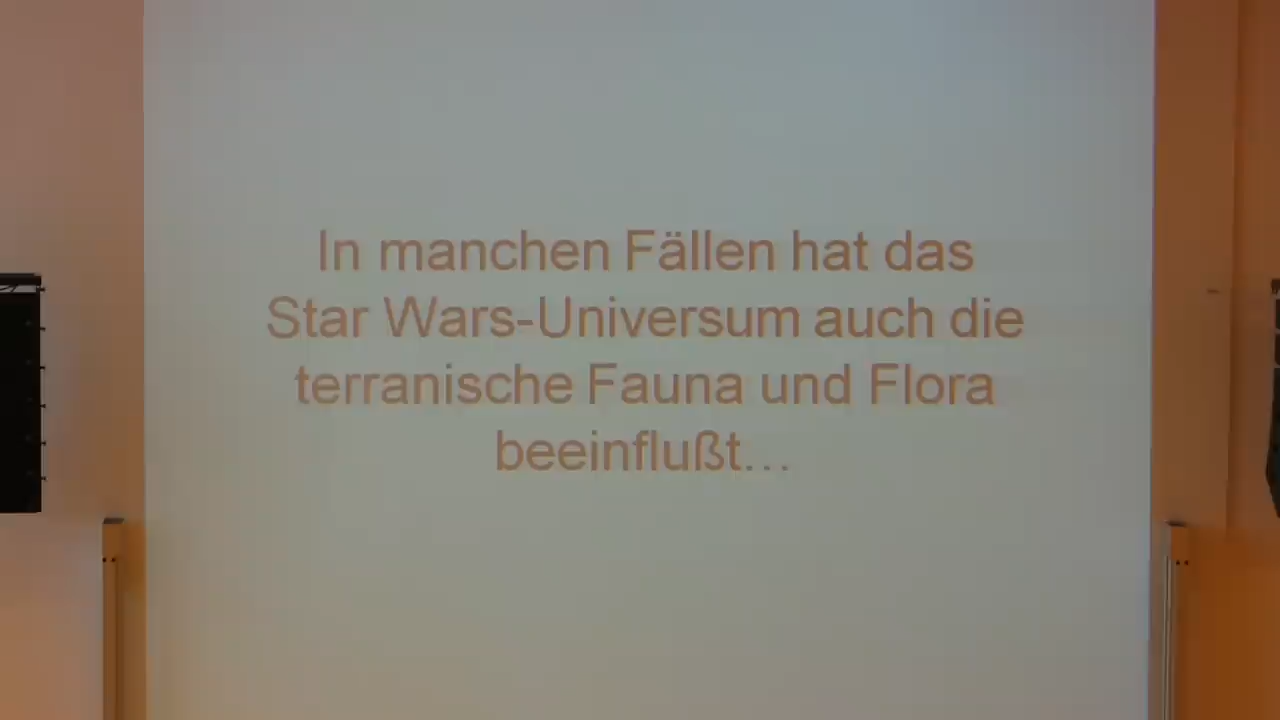 In manchen Fällen hat das
Star Wars-Universum auch die
terranische Fauna und Flora
beeinflußt...